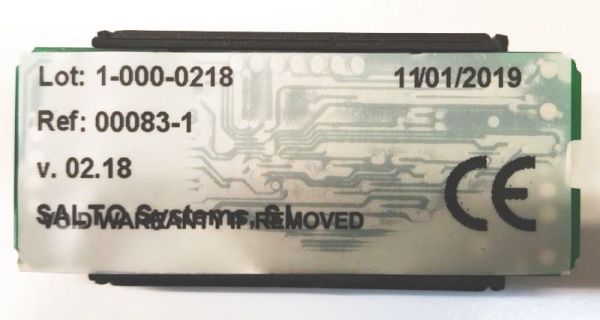 Lot: 1-000-0218 11/01/2019
Ref: 00083-1
v. 02.18
CE
SALTO Systems, S.L.
VOID WARRANTY IF REMOVED